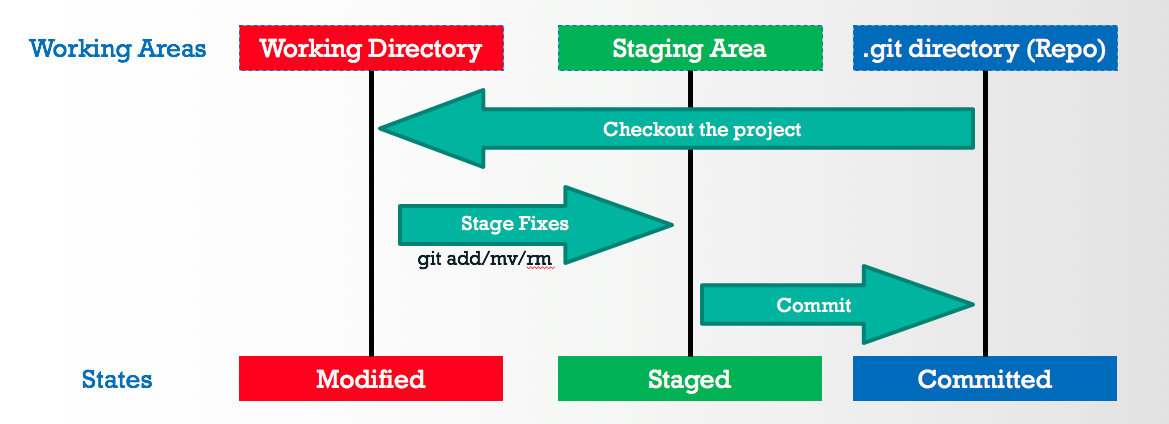 Working Areas
Working Directory
Staging Area
.git directory (Repo)
Checkout the project
Stage Fixes
git add/mv/rm
Commit
States
Modified
Staged
Committed